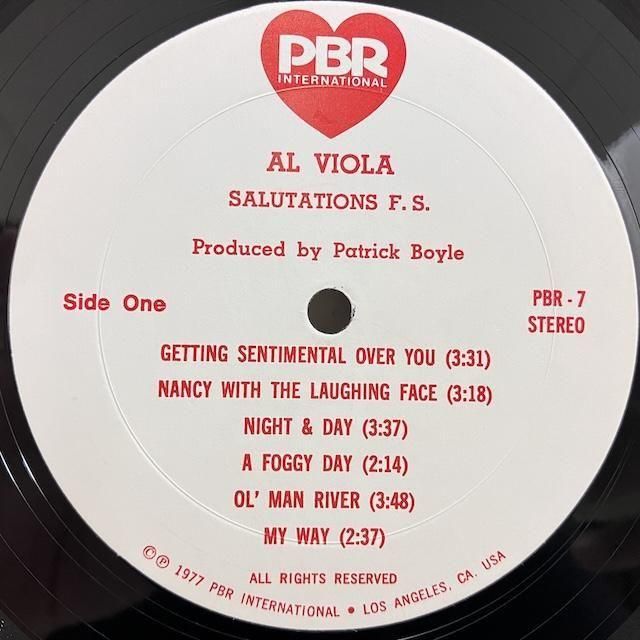 PBR
INTERNATIONAL
AL VIOLA
SALUTATIONS F.S.
Produced by Patrick Boyle
Side One
PBR - 7
STEREO
GETTING SENTIMENTAL OVER YOU (3:31)
NANCY WITH THE LAUGHING FACE (3:18)
NIGHT & DAY (3:37)
A FOGGY DAY (2:14)
OL' MAN RIVER (3:48)
MY WAY (2:37)
ALL RIGHTS RESERVED
©℗ 1977 PBR INTERNATIONAL • LOS ANGELES, CA. USA